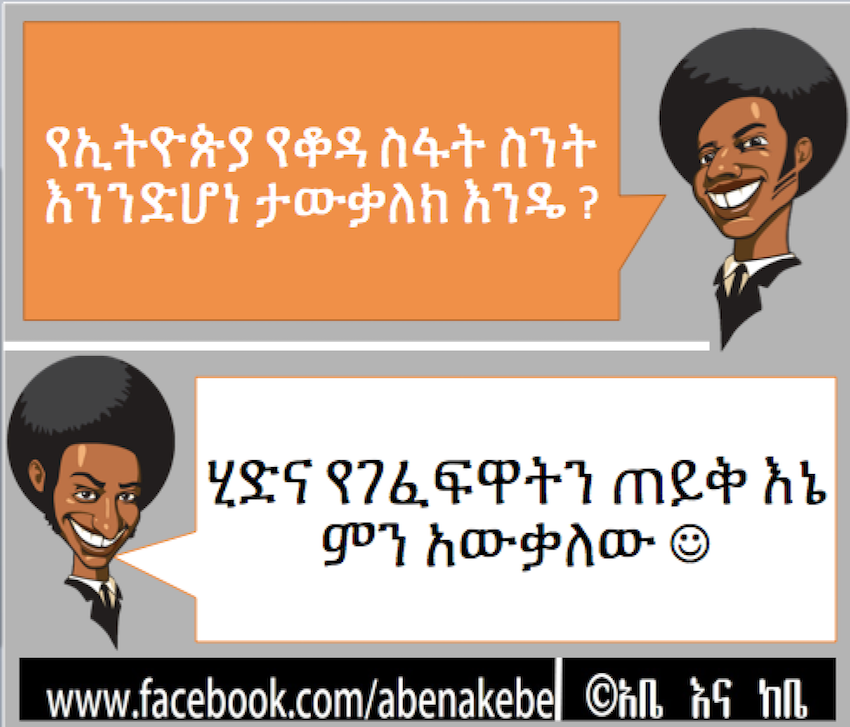 የኢትዮጵያ የቆዳ ስፋት ስንት
እንንድሆነ ታውቃለክ እንዴ ?
ሂድና የገፈፍዋትን ጠይቅ እኔ
ምን አውቃለው ☺
www.facebook.com/abenakebe ©አቤ እና ከቤ